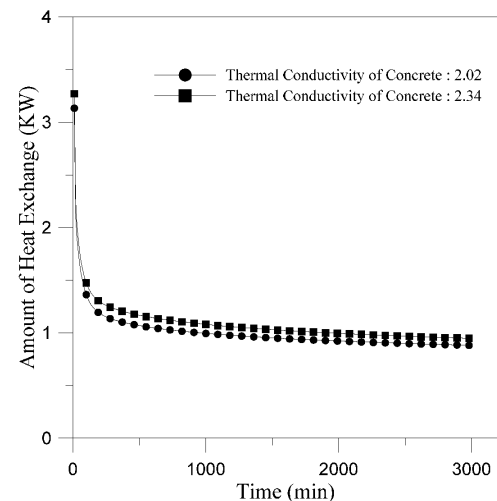 4
3
2
1
0
Amount of Heat Exchange (KW)
Thermal Conductivity of Concrete : 2.02
Thermal Conductivity of Concrete : 2.34
0 1000 2000 3000
Time (min)